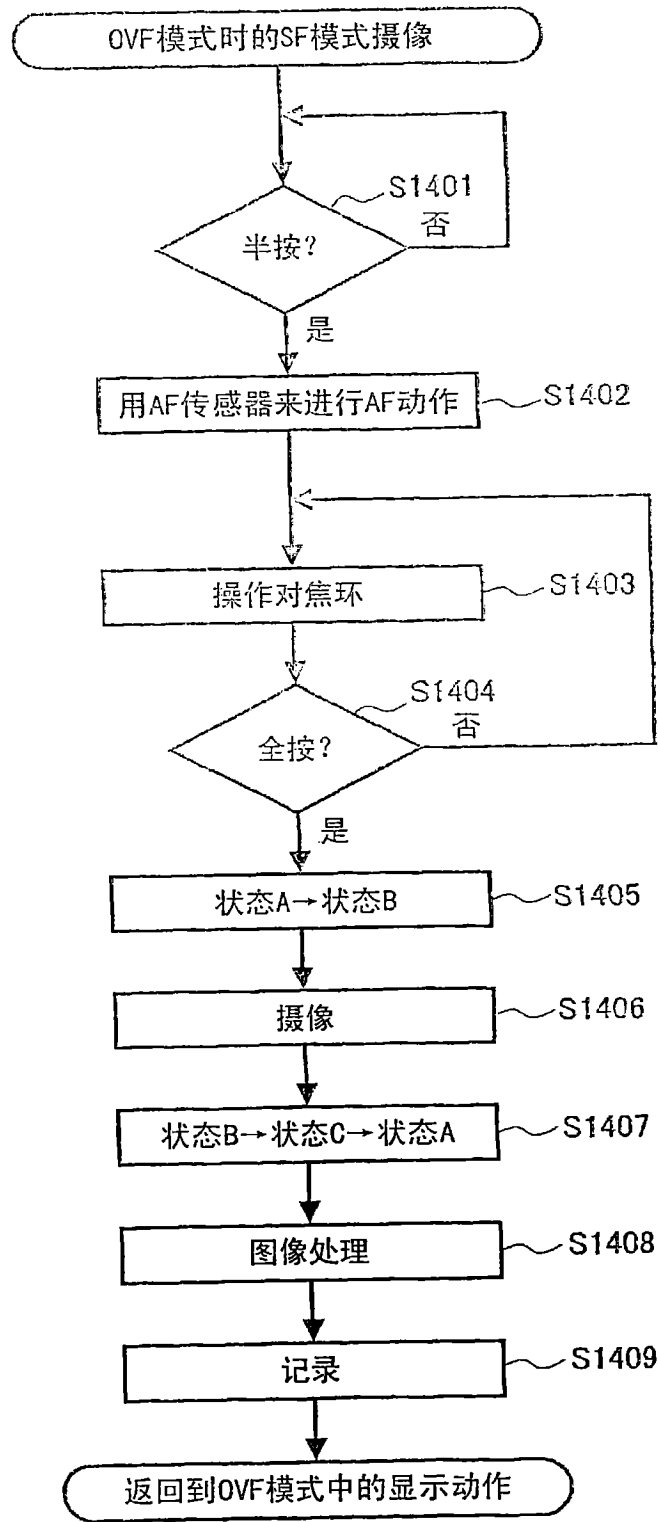 OVF模式时的SF模式摄像
S1401
否
半按？
是
用AF传感器来进行AF动作
S1402
操作对焦环
S1403
S1404
否
全按？
是
状态A→状态B
S1405
摄像
S1406
状态B→状态C→状态A
S1407
图像处理
S1408
记录
S1409
返回到OVF模式中的显示动作